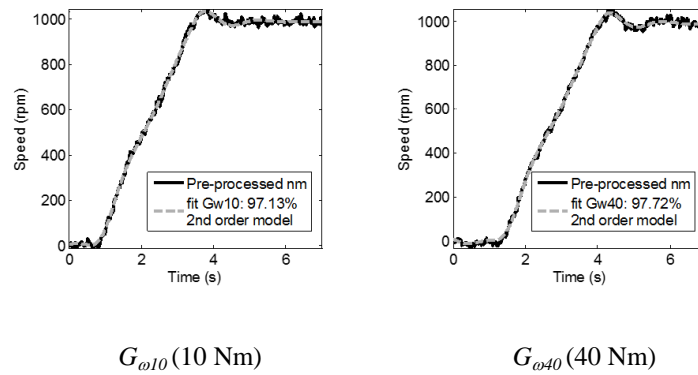 1000
800
600
400
200
0
Speed (rpm)
Pre-processed nm
fit Gw10: 97.13%
2nd order model
0 2 4 6
Time (s)
1000
800
600
400
200
0
Speed (rpm)
Pre-processed nm
fit Gw40: 97.72%
2nd order model
0 2 4 6
Time (s)
Gω10 (10 Nm)
Gω40 (40 Nm)